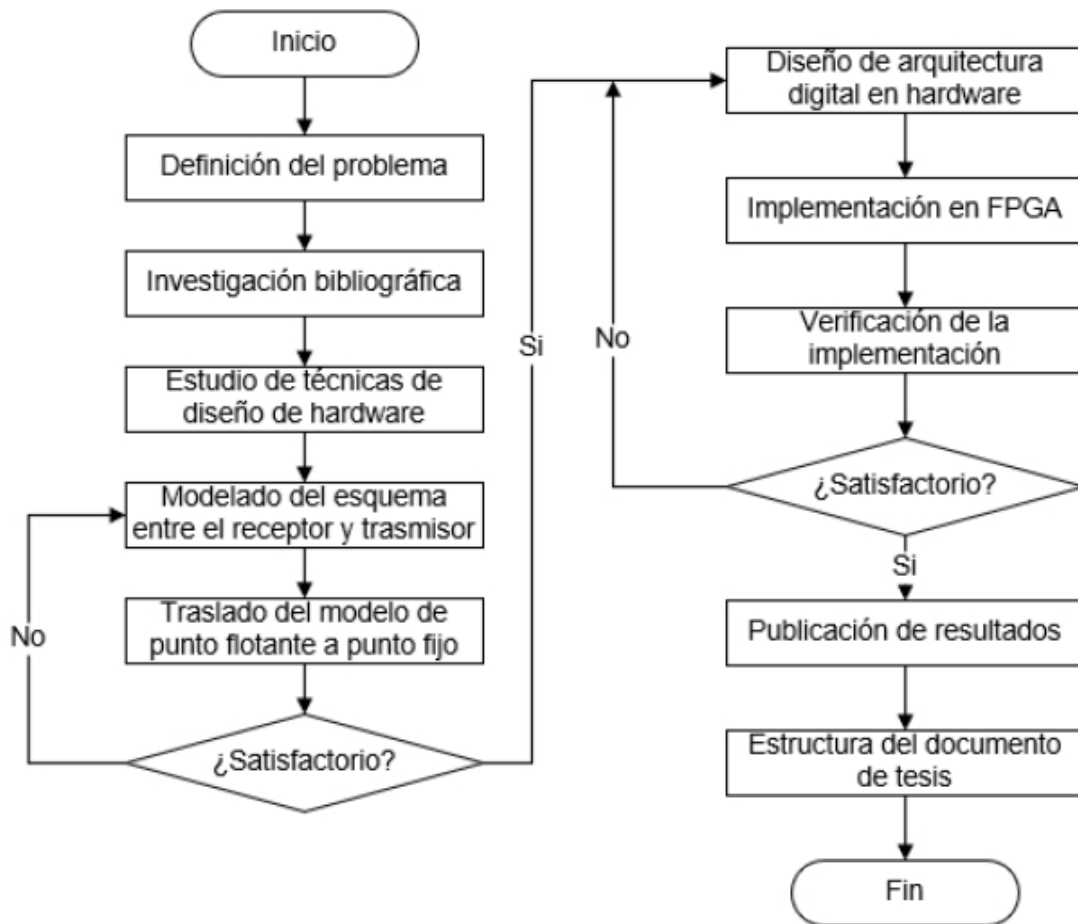 Inicio
Definición del problema
Investigación bibliográfica
Estudio de técnicas de
diseño de hardware
Modelado del esquema
entre el receptor y trasmisor
Traslado del modelo de
punto flotante a punto fijo
No
¿Satisfactorio?
Si
Diseño de arquitectura
digital en hardware
Implementación en FPGA
Verificación de la
implementación
No
¿Satisfactorio?
Si
Publicación de resultados
Estructura del documento
de tesis
Fin